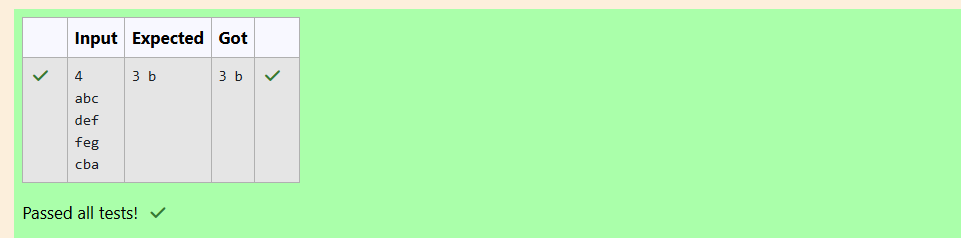 Input Expected Got
4 3 b 3 b
abc
def
feg
cba
Passed all tests!